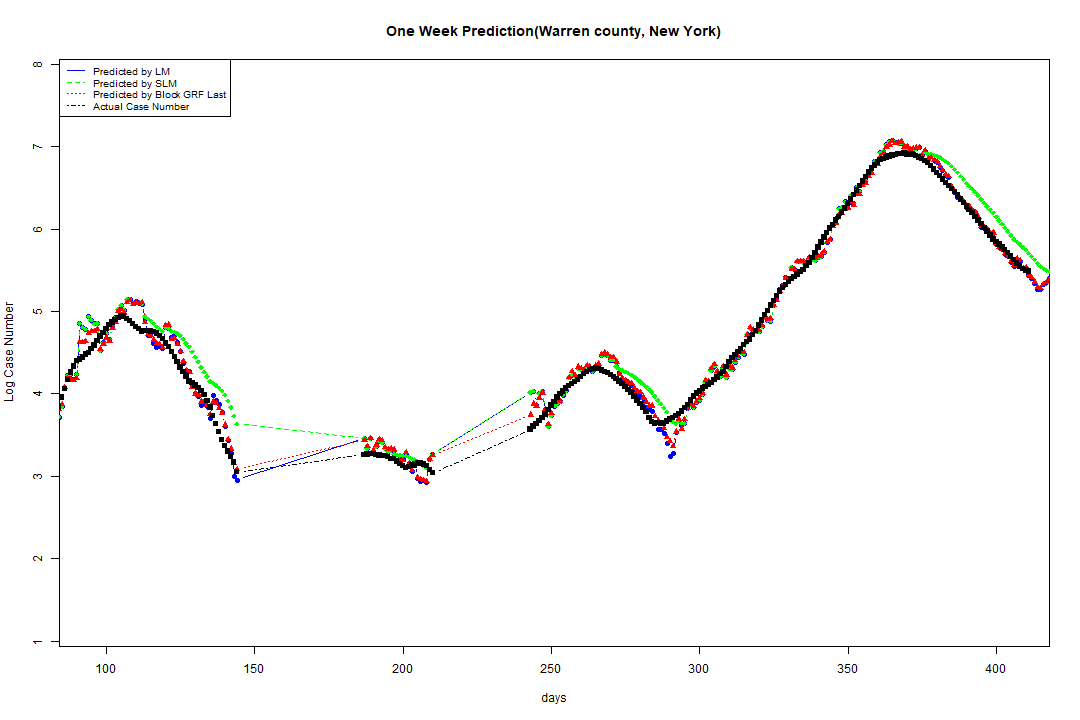 One Week Prediction(Warren county, New York)
Predicted by LM
Predicted by SLM
Predicted by Block GRF Last
Actual Case Number
8
7
6
5
4
3
2
1
Log Case Number
100 150 200 250 300 350 400
days